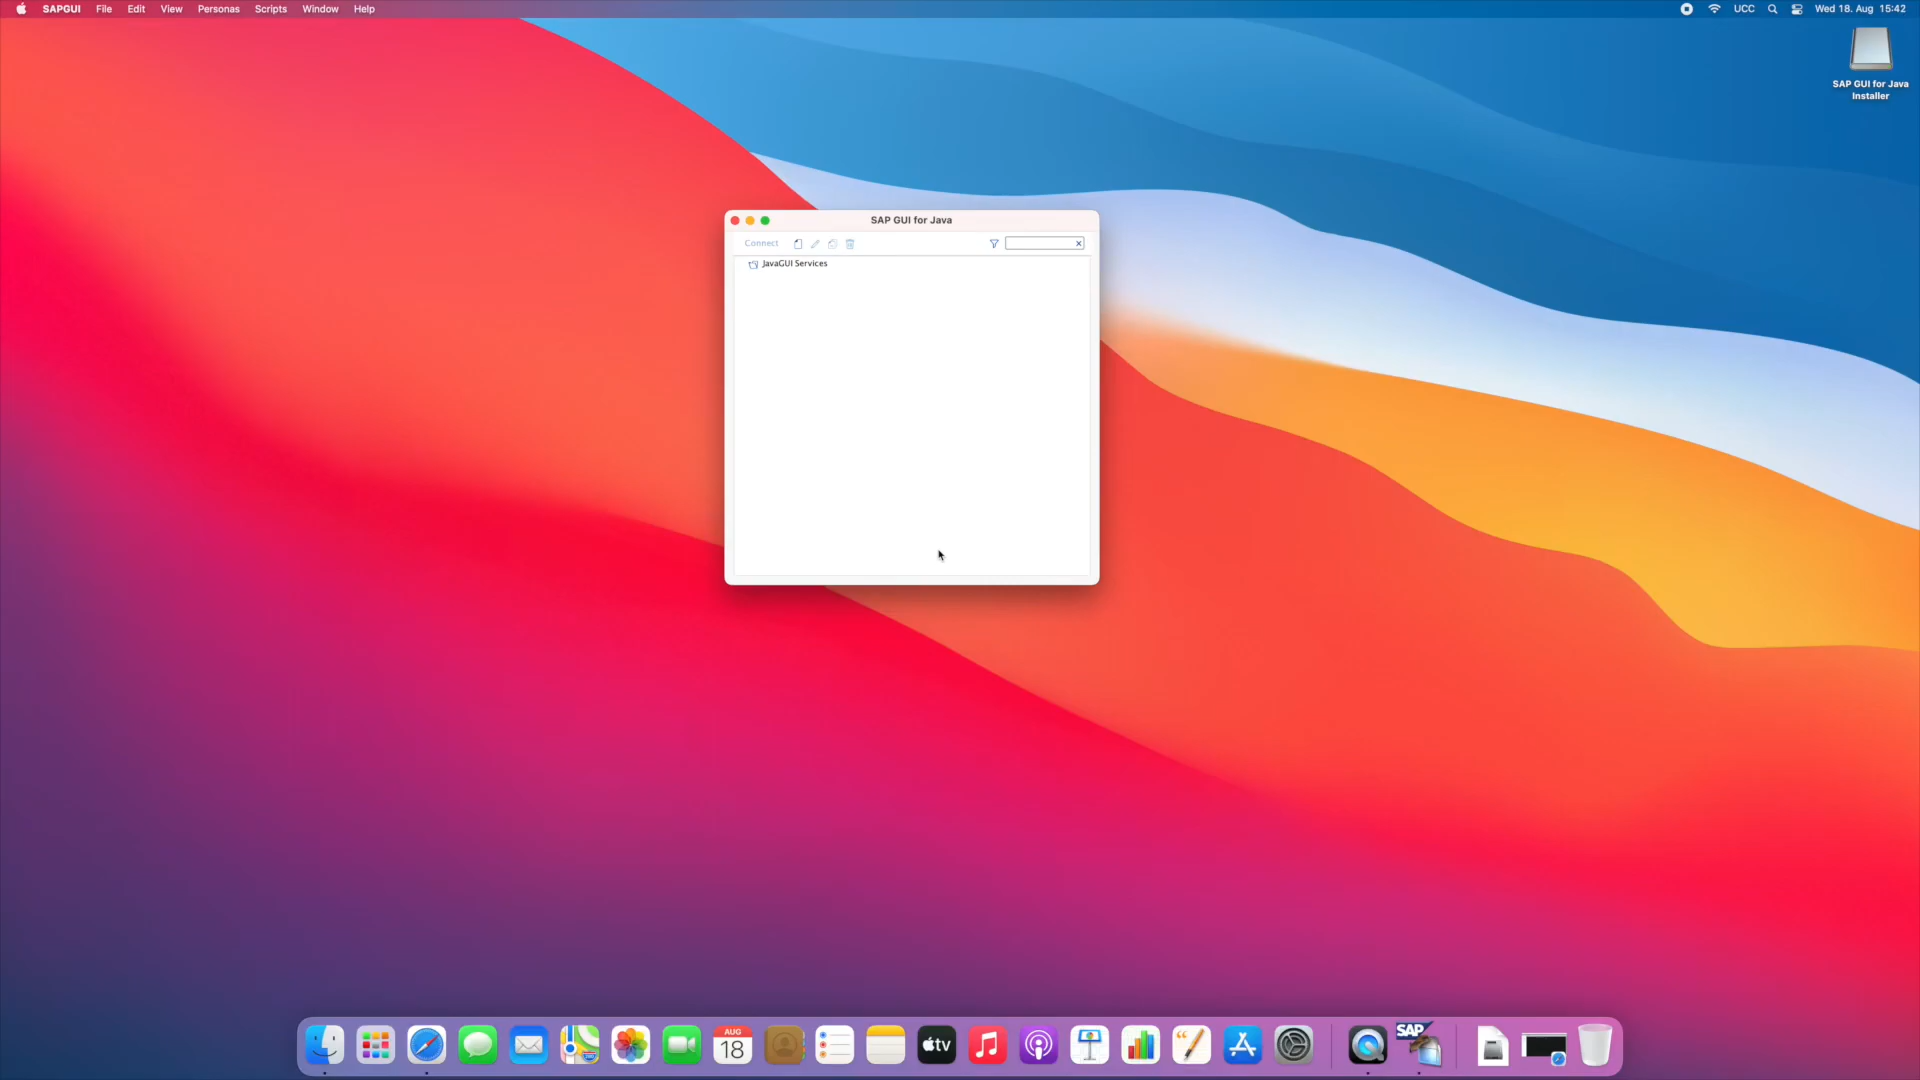 SAPGUI File Edit View Personas Scripts Window Help
UCC Wed 18. Aug 15:42
SAP GUI for Java
Installer
SAP GUI for Java
Connect
JavaGUI Services
AUG
18
tv
SAP